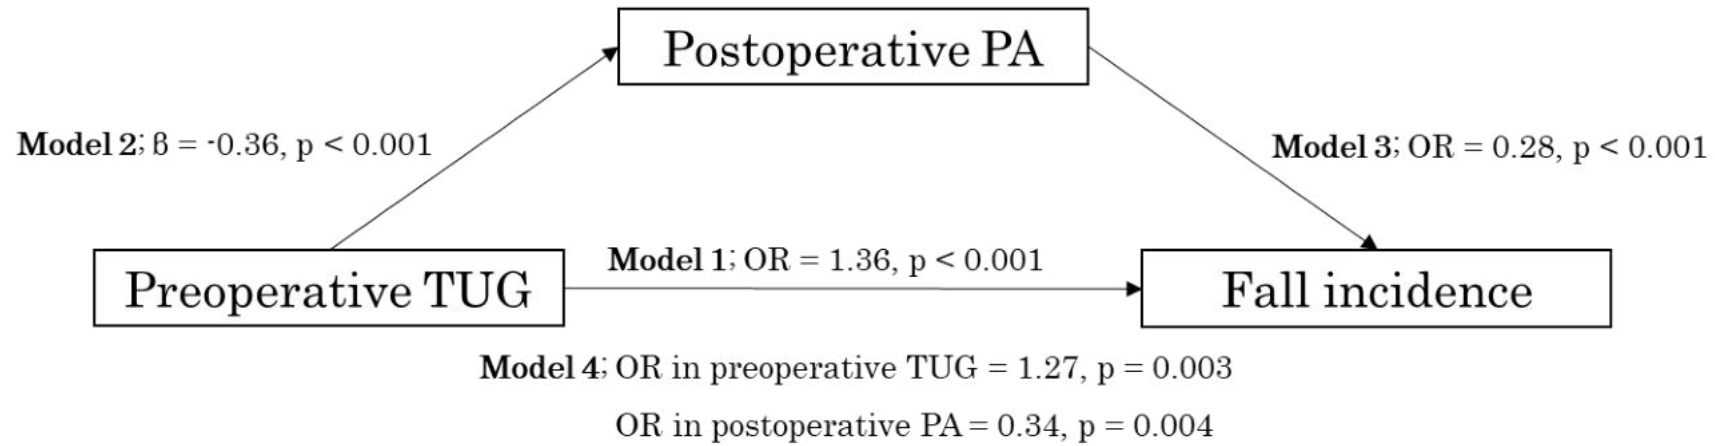 Postoperative PA
Model 2; ß = -0.36, p < 0.001
Model 3; OR = 0.28, p < 0.001
Model 1; OR = 1.36, p < 0.001
Preoperative TUG
Fall incidence
Model 4; OR in preoperative TUG = 1.27, p = 0.003
OR in postoperative PA = 0.34, p = 0.004